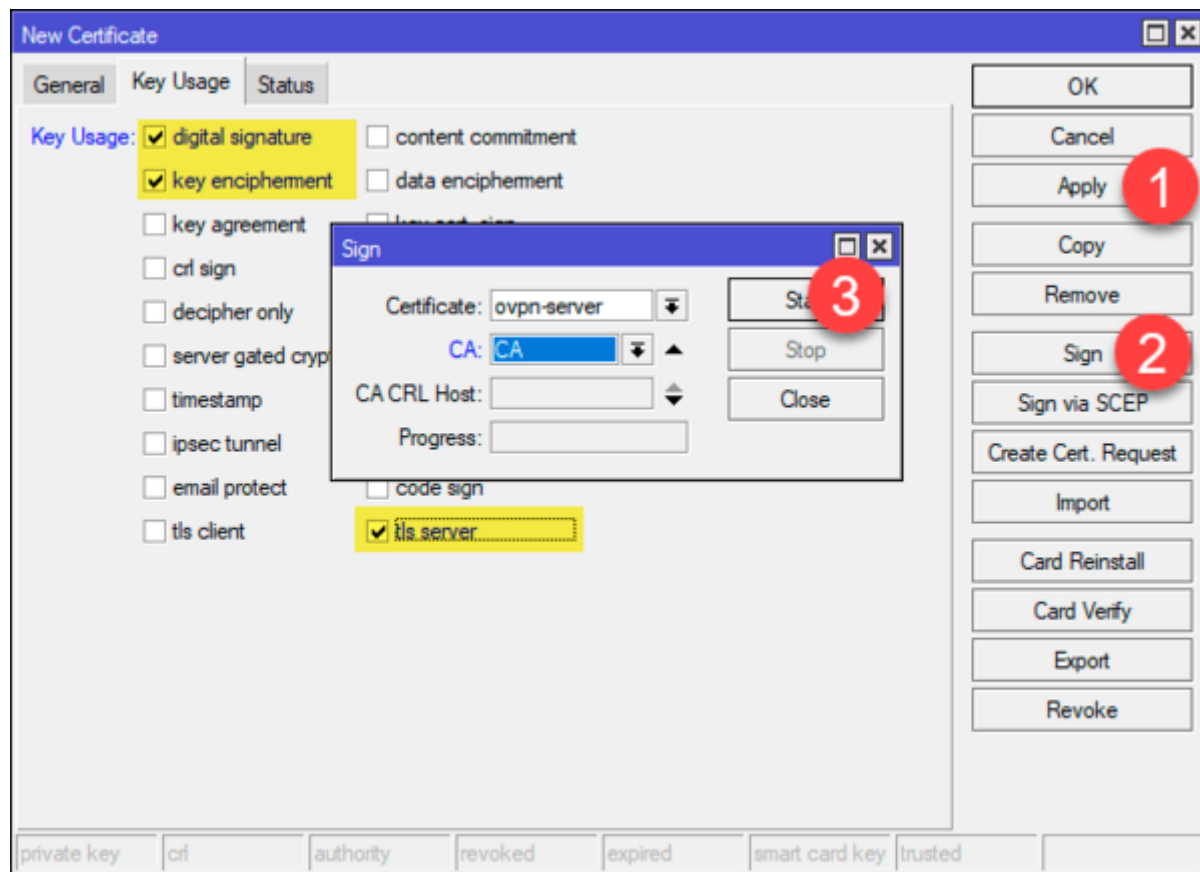 New Certificate
General Key Usage Status
OK
Key Usage: digital signature content commitment
Cancel
key encipherment data encipherment
Apply 1
key agreement
Copy
Sign
crl sign
Remove
Certificate: ovpn-server 3
decipher only
CA: CA Stop
Sign 2
server gated
CA CRL Host: Close
timestamp
Sign via SCEP
Progress:
ipsec tunnel
Create Cert. Request
email protect code sign
Import
tls client tls server
Card Reinstall
Card Verify
Export
Revoke
private key crl authority revoked expired smart card key trusted